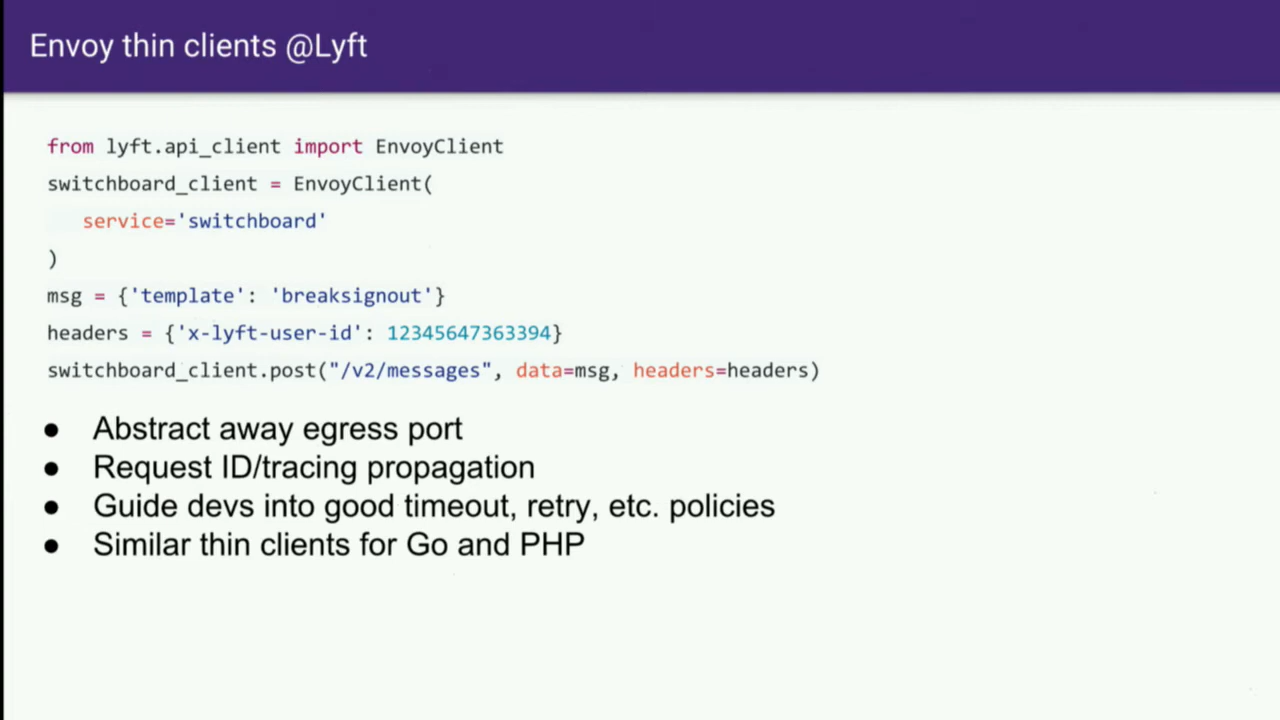 Envoy thin clients @Lyft
from lyft.api_client import EnvoyClient
switchboard_client = EnvoyClient(
service='switchboard'
)
msg = {'template': 'breaksignout'}
headers = {'x-lyft-user-id': 12345647363394}
switchboard_client.post("/v2/messages", data=msg, headers=headers)
● Abstract away egress port
● Request ID/tracing propagation
● Guide devs into good timeout, retry, etc. policies
● Similar thin clients for Go and PHP